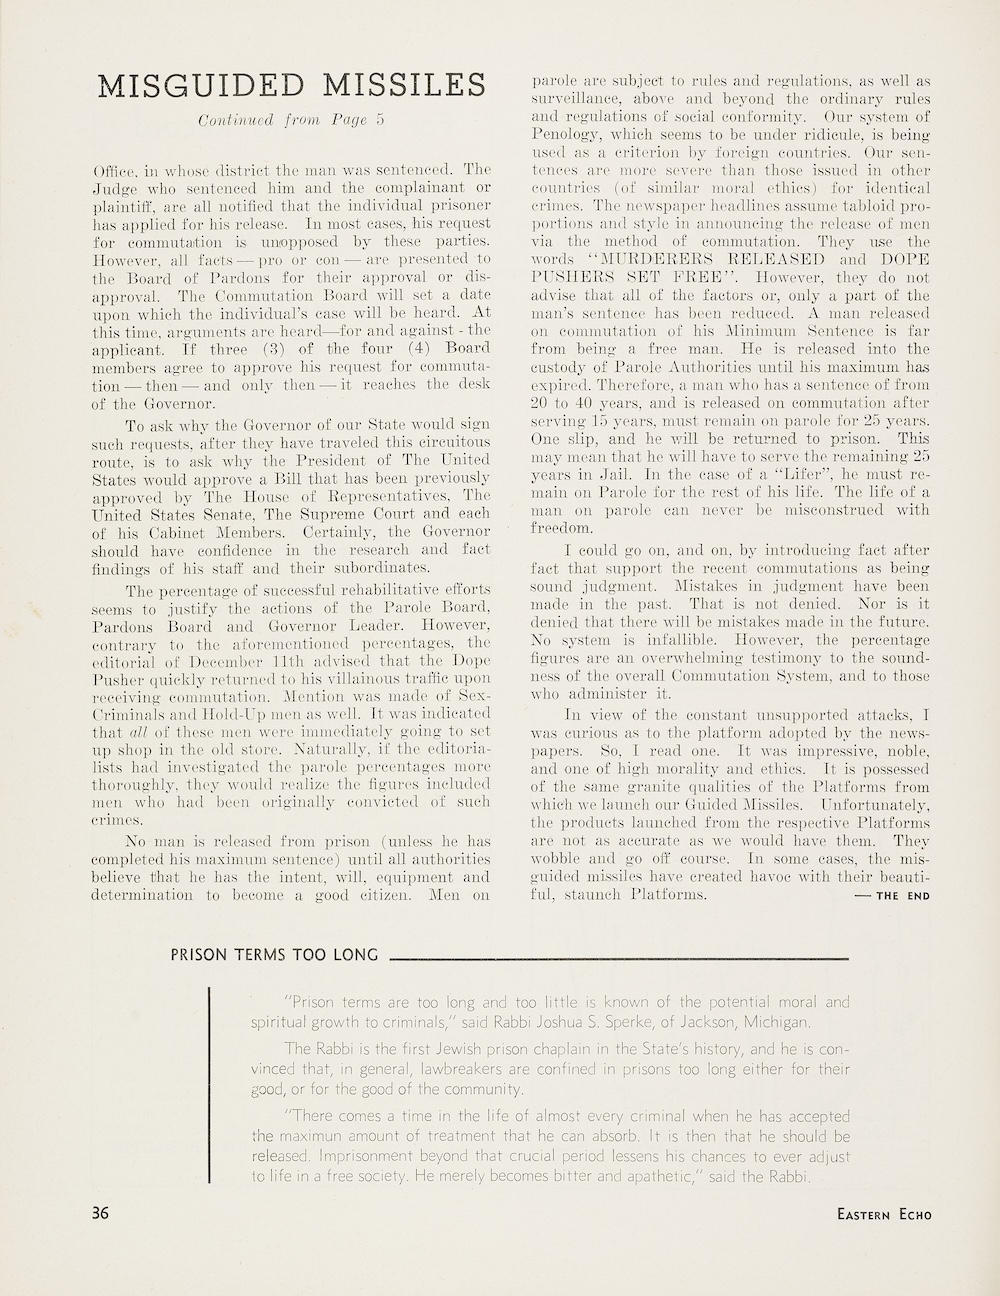 MISGUIDED MISSILES
Continued from Page 5
Office, in whose district the man was sentenced. The
Judge who sentenced him and the complainant or
plaintiff, are all notified that the individual prisoner
has applied for his release. In most cases, his request
for commutation is unopposed by these parties.
However, all facts — pro or con — are presented to
the Board of Pardons for their approval or dis-
approval. The Commutation Board will set a date
upon which the individual's case will be heard. At
this time, arguments are heard—for and against - the
applicant. If three (3) of the four (4) Board
members agree to approve his request for commuta-
tion — then — and only then — it reaches the desk
of the Governor.
To ask why the Governor of our State would sign
such requests, after they have traveled this circuitous
route, is to ask why the President of The United
States would approve a Bill that has been previously
approved by The House of Representatives, The
United States Senate, The Supreme Court and each
of his Cabinet Members. Certainly, the Governor
should have confidence in the research and fact
findings of his staff and their subordinates.
The percentage of successful rehabilitative efforts
seems to justify the actions of the Parole Board,
Pardons Board and Governor Leader. However,
contrary to the aforementioned percentages, the
editorial of December 11th advised that the Dope
Pusher quickly returned to his villainous traffic upon
receiving commutation. Mention was made of Sex-
Criminals and Hold-Up men as well. It was indicated
that all of these men were immediately going to set
up shop in the old store. Naturally, if the editoria-
lists had investigated the parole percentages more
thoroughly, they would realize the figures included
men who had been originally convicted of such
crimes.
No man is released from prison (unless he has
completed his maximum sentence) until all authorities
believe that he has the intent, will, equipment and
determination to become a good citizen. Men on
parole are subject to rules and regulations, as well as
surveillance, above and beyond the ordinary rules
and regulations of social conformity. Our system of
Penology, which seems to be under ridicule, is being
used as a criterion by foreign countries. Our sen-
tences are more severe than those issued in other
countries (of similar moral ethics) for identical
crimes. The newspaper headlines assume tabloid pro-
portions and style in announcing the release of men
via the method of commutation. They use the
words "MURDERERS RELEASED and DOPE
PUSHERS SET FREE". However, they do not
advise that all of the factors or, only a part of the
man's sentence has been reduced. A man released
on commutation of his Minimum Sentence is far
from being a free man. He is released into the
custody of Parole Authorities until his maximum has
expired. Therefore, a man who has a sentence of from
20 to 40 years, and is released on commutation after
serving 15 years, must remain on parole for 25 years.
One slip, and he will be returned to prison. This
may mean that he will have to serve the remaining 25
years in Jail. In the case of a "Lifer", he must re-
main on Parole for the rest of his life. The life of a
man on parole can never be misconstrued with
freedom.
I could go on, and on, by introducing fact after
fact that support the recent commutations as being
sound judgment. Mistakes in judgment have been
made in the past. That is not denied. Nor is it
denied that there will be mistakes made in the future.
No system is infallible. However, the percentage
figures are an overwhelming testimony to the sound-
ness of the overall Commutation System, and to those
who administer it.
In view of the constant unsupported attacks, I
was curious as to the platform adopted by the news-
papers. So, I read one. It was impressive, noble,
and one of high morality and ethics. It is possessed
of the same granite qualities of the Platforms from
which we launch our Guided Missiles. Unfortunately,
the products launched from the respective Platforms
are not as accurate as we would have them. They
wobble and go off course. In some cases, the mis-
guided missiles have created havoc with their beauti-
ful, staunch Platforms. — THE END
PRISON TERMS TOO LONG
"Prison terms are too long and too little is known of the potential moral and
spiritual growth to criminals," said Rabbi Joshua S. Sperke, of Jackson, Michigan.
The Rabbi is the first Jewish prison chaplain in the State's history, and he is con-
vinced that, in general, lawbreakers are confined in prisons too long either for their
good, or for the good of the community.
"There comes a time in the life of almost every criminal when he has accepted
the maximun amount of treatment that he can absorb. It is then that he should be
released. Imprisonment beyond that crucial period lessens his chances to ever adjust
to life in a free society. He merely becomes bitter and apathetic," said the Rabbi.
36
EASTERN ECHO